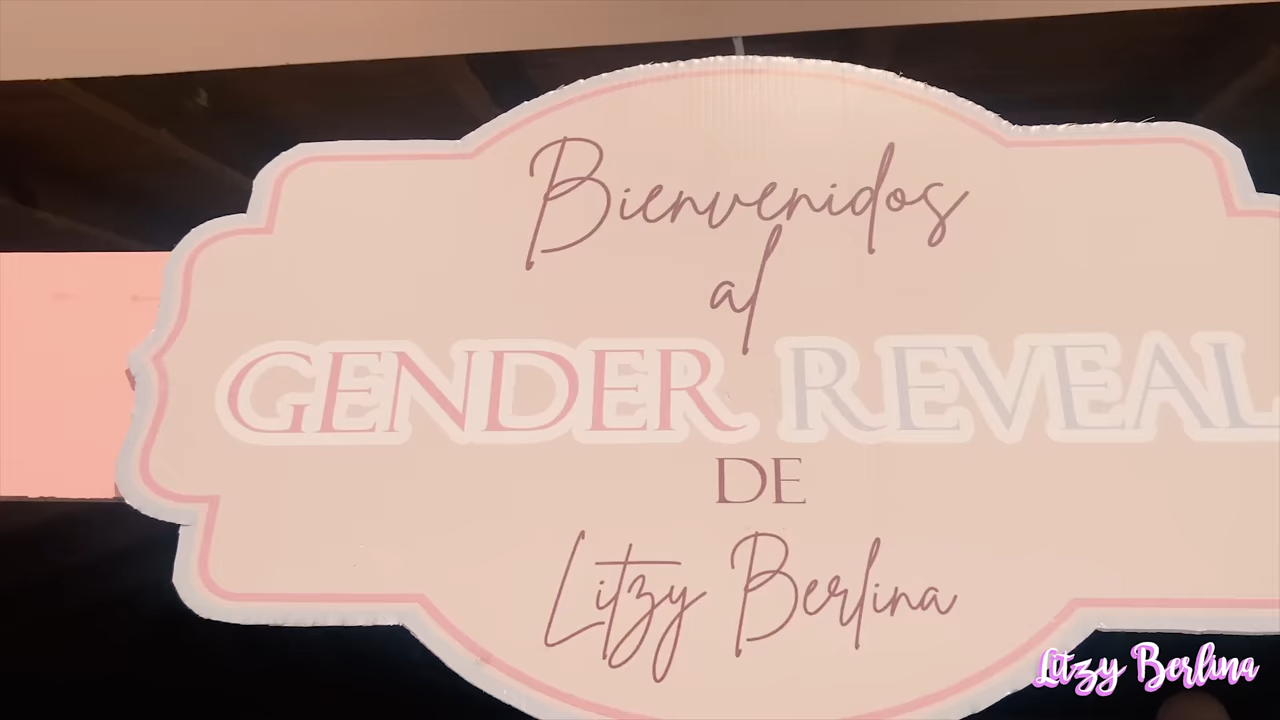 Bienvenidos
al
GENDER REVEAL
DE
Litzy Berlina
Litzy Berlina